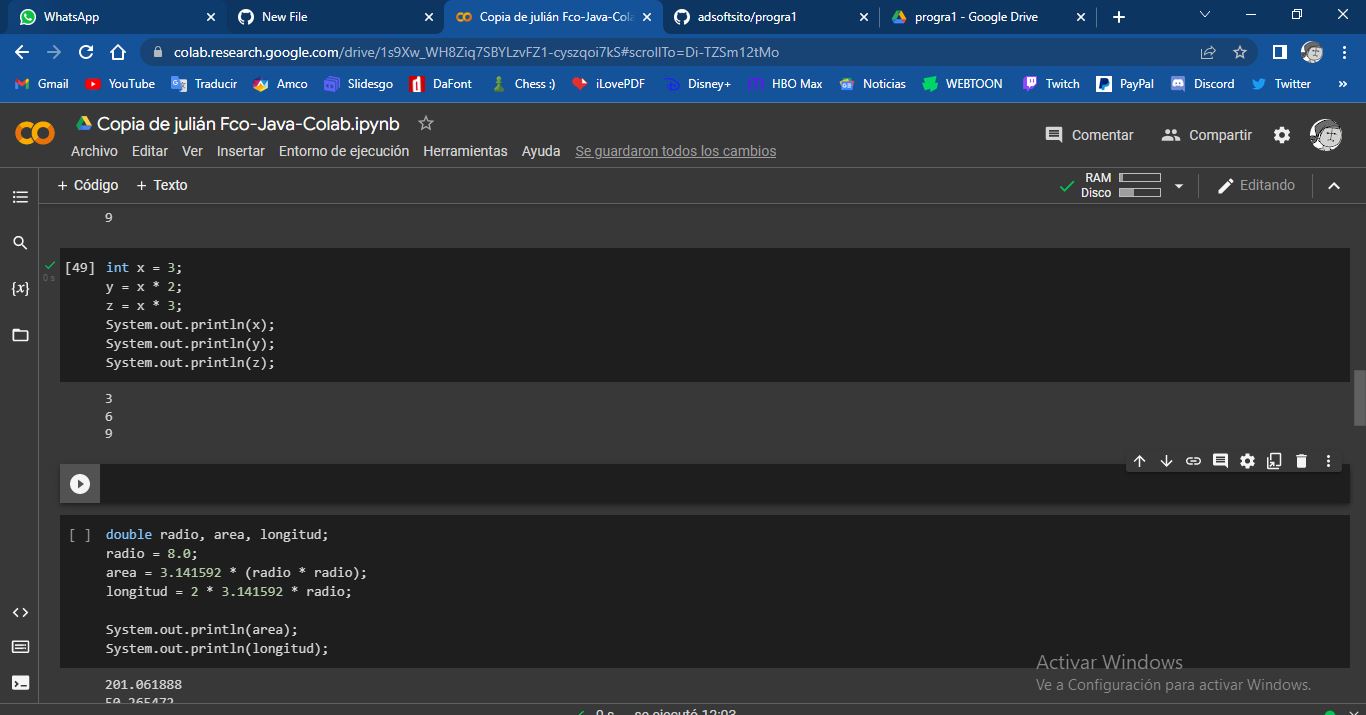 WhatsApp
New File
Copia de julián Fco-Java-Cola
adsoftsito/progra1
progra1 - Google Drive
colab.research.google.com/drive/1s9Xw_WH8Ziq7SBYLzvFZ1-cyszqoi7kS#scrollTo=Di-TZSm12tMo
Gmail YouTube Traducir Amco Slidesgo DaFont Chess :) iLovePDF Disney+ HBO Max Noticias WEBTOON Twitch PayPal Discord Twitter »
Copia de julián Fco-Java-Colab.ipynb
Comentar Compartir
Archivo Editar Ver Insertar Entorno de ejecución Herramientas Ayuda Se guardaron todos los cambios
+ Código + Texto
RAM
Disco
Editando
9
[49] int x = 3;
0 s
y = x * 2;
z = x * 3;
System.out.println(x);
System.out.println(y);
System.out.println(z);
3
6
9
[ ] double radio, area, longitud;
radio = 8.0;
area = 3.141592 * (radio * radio);
longitud = 2 * 3.141592 * radio;
System.out.println(area);
System.out.println(longitud);
201.061888
50.265472
Activar Windows
Ve a Configuración para activar Windows.
0 s se ejecutó 12:03